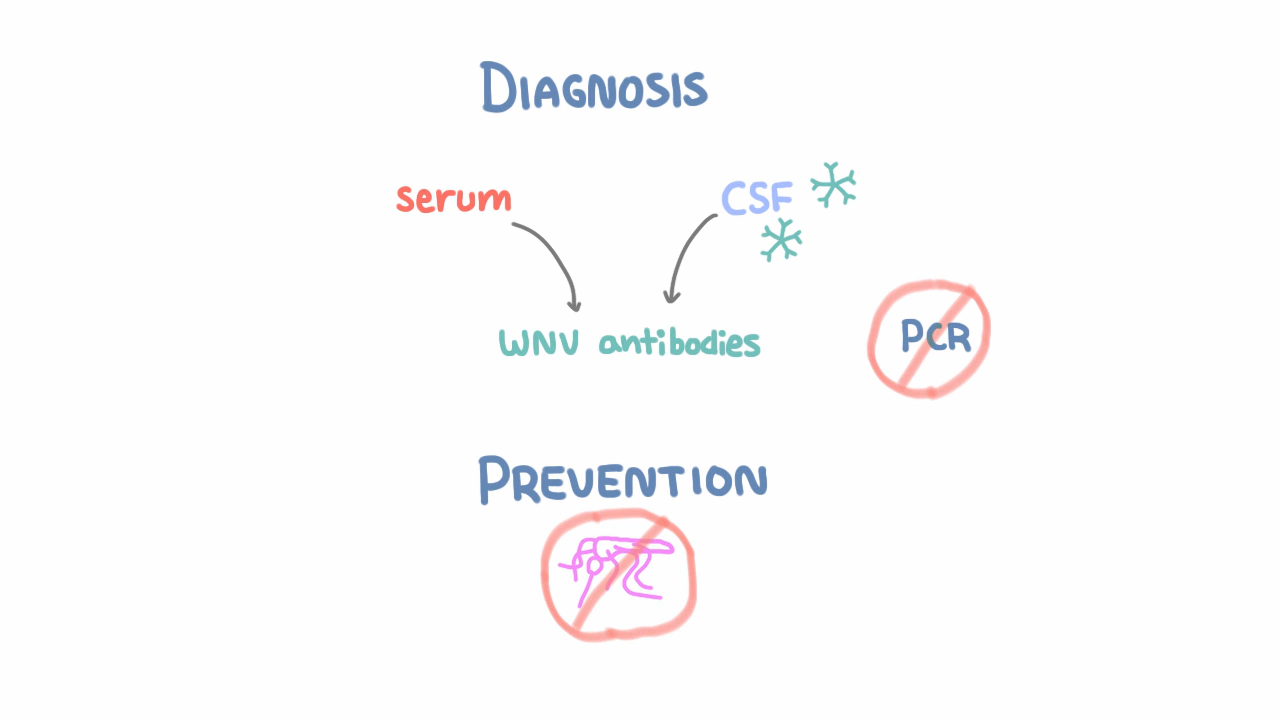 DIAGNOSIS
serum
CSF
WNV antibodies
PCR
PREVENTION